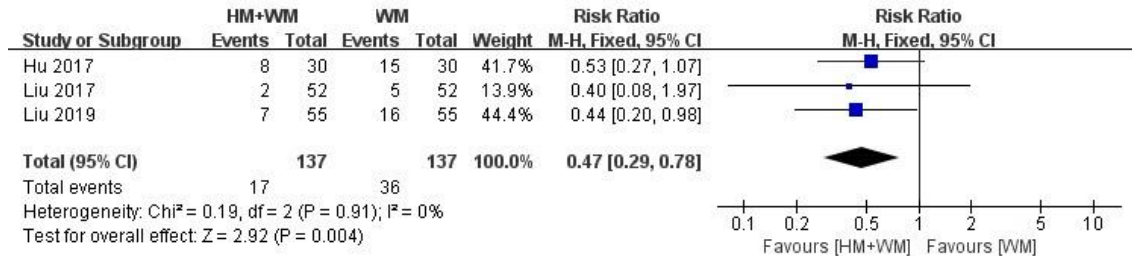 HM+WM WM Risk Ratio Risk Ratio
Study or Subgroup Events Total Events Total Weight M-H, Fixed, 95% CI M-H, Fixed, 95% CI
Hu 2017 8 30 15 30 41.7% 0.53 [0.27, 1.07]
Liu 2017 2 52 5 52 13.9% 0.40 [0.08, 1.97]
Liu 2019 7 55 16 55 44.4% 0.44 [0.20, 0.98]
Total (95% CI) 137 137 100.0% 0.47 [0.29, 0.78]
Total events 17 36
Heterogeneity: Chi² = 0.19, df = 2 (P = 0.91); I² = 0%
Test for overall effect: Z = 2.92 (P = 0.004)
0.1 0.2 0.5 1 2 5 10
Favours [HM+WM] Favours [WM]